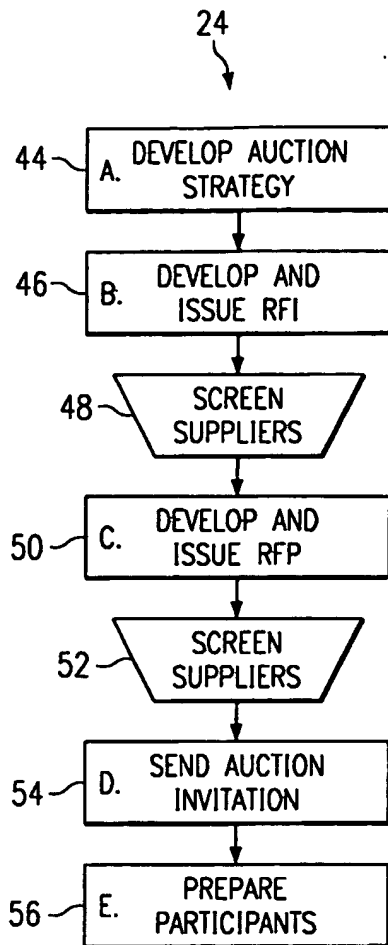 24
44
A. DEVELOP AUCTION
STRATEGY
46
B. DEVELOP AND
ISSUE RFI
48
SCREEN
SUPPLIERS
50
C. DEVELOP AND
ISSUE RFP
52
SCREEN
SUPPLIERS
54
D. SEND AUCTION
INVITATION
56
E. PREPARE
PARTICIPANTS